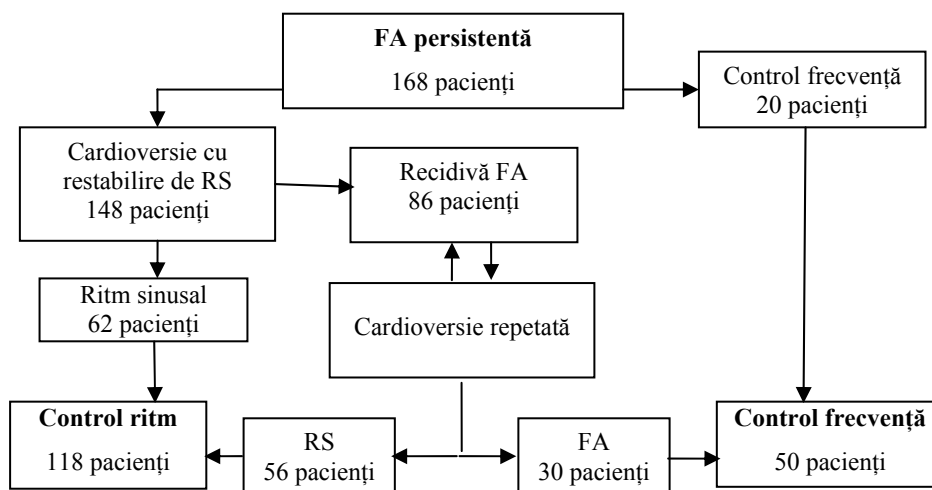 FA persistentă
168 pacienți
Control frecvență
20 pacienți
Cardioversie cu
restabilire de RS
148 pacienți
Recidivă FA
86 pacienți
Ritm sinusal
62 pacienți
Cardioversie repetată
Control ritm
118 pacienți
RS
56 pacienți
FA
30 pacienți
Control frecvență
50 pacienți